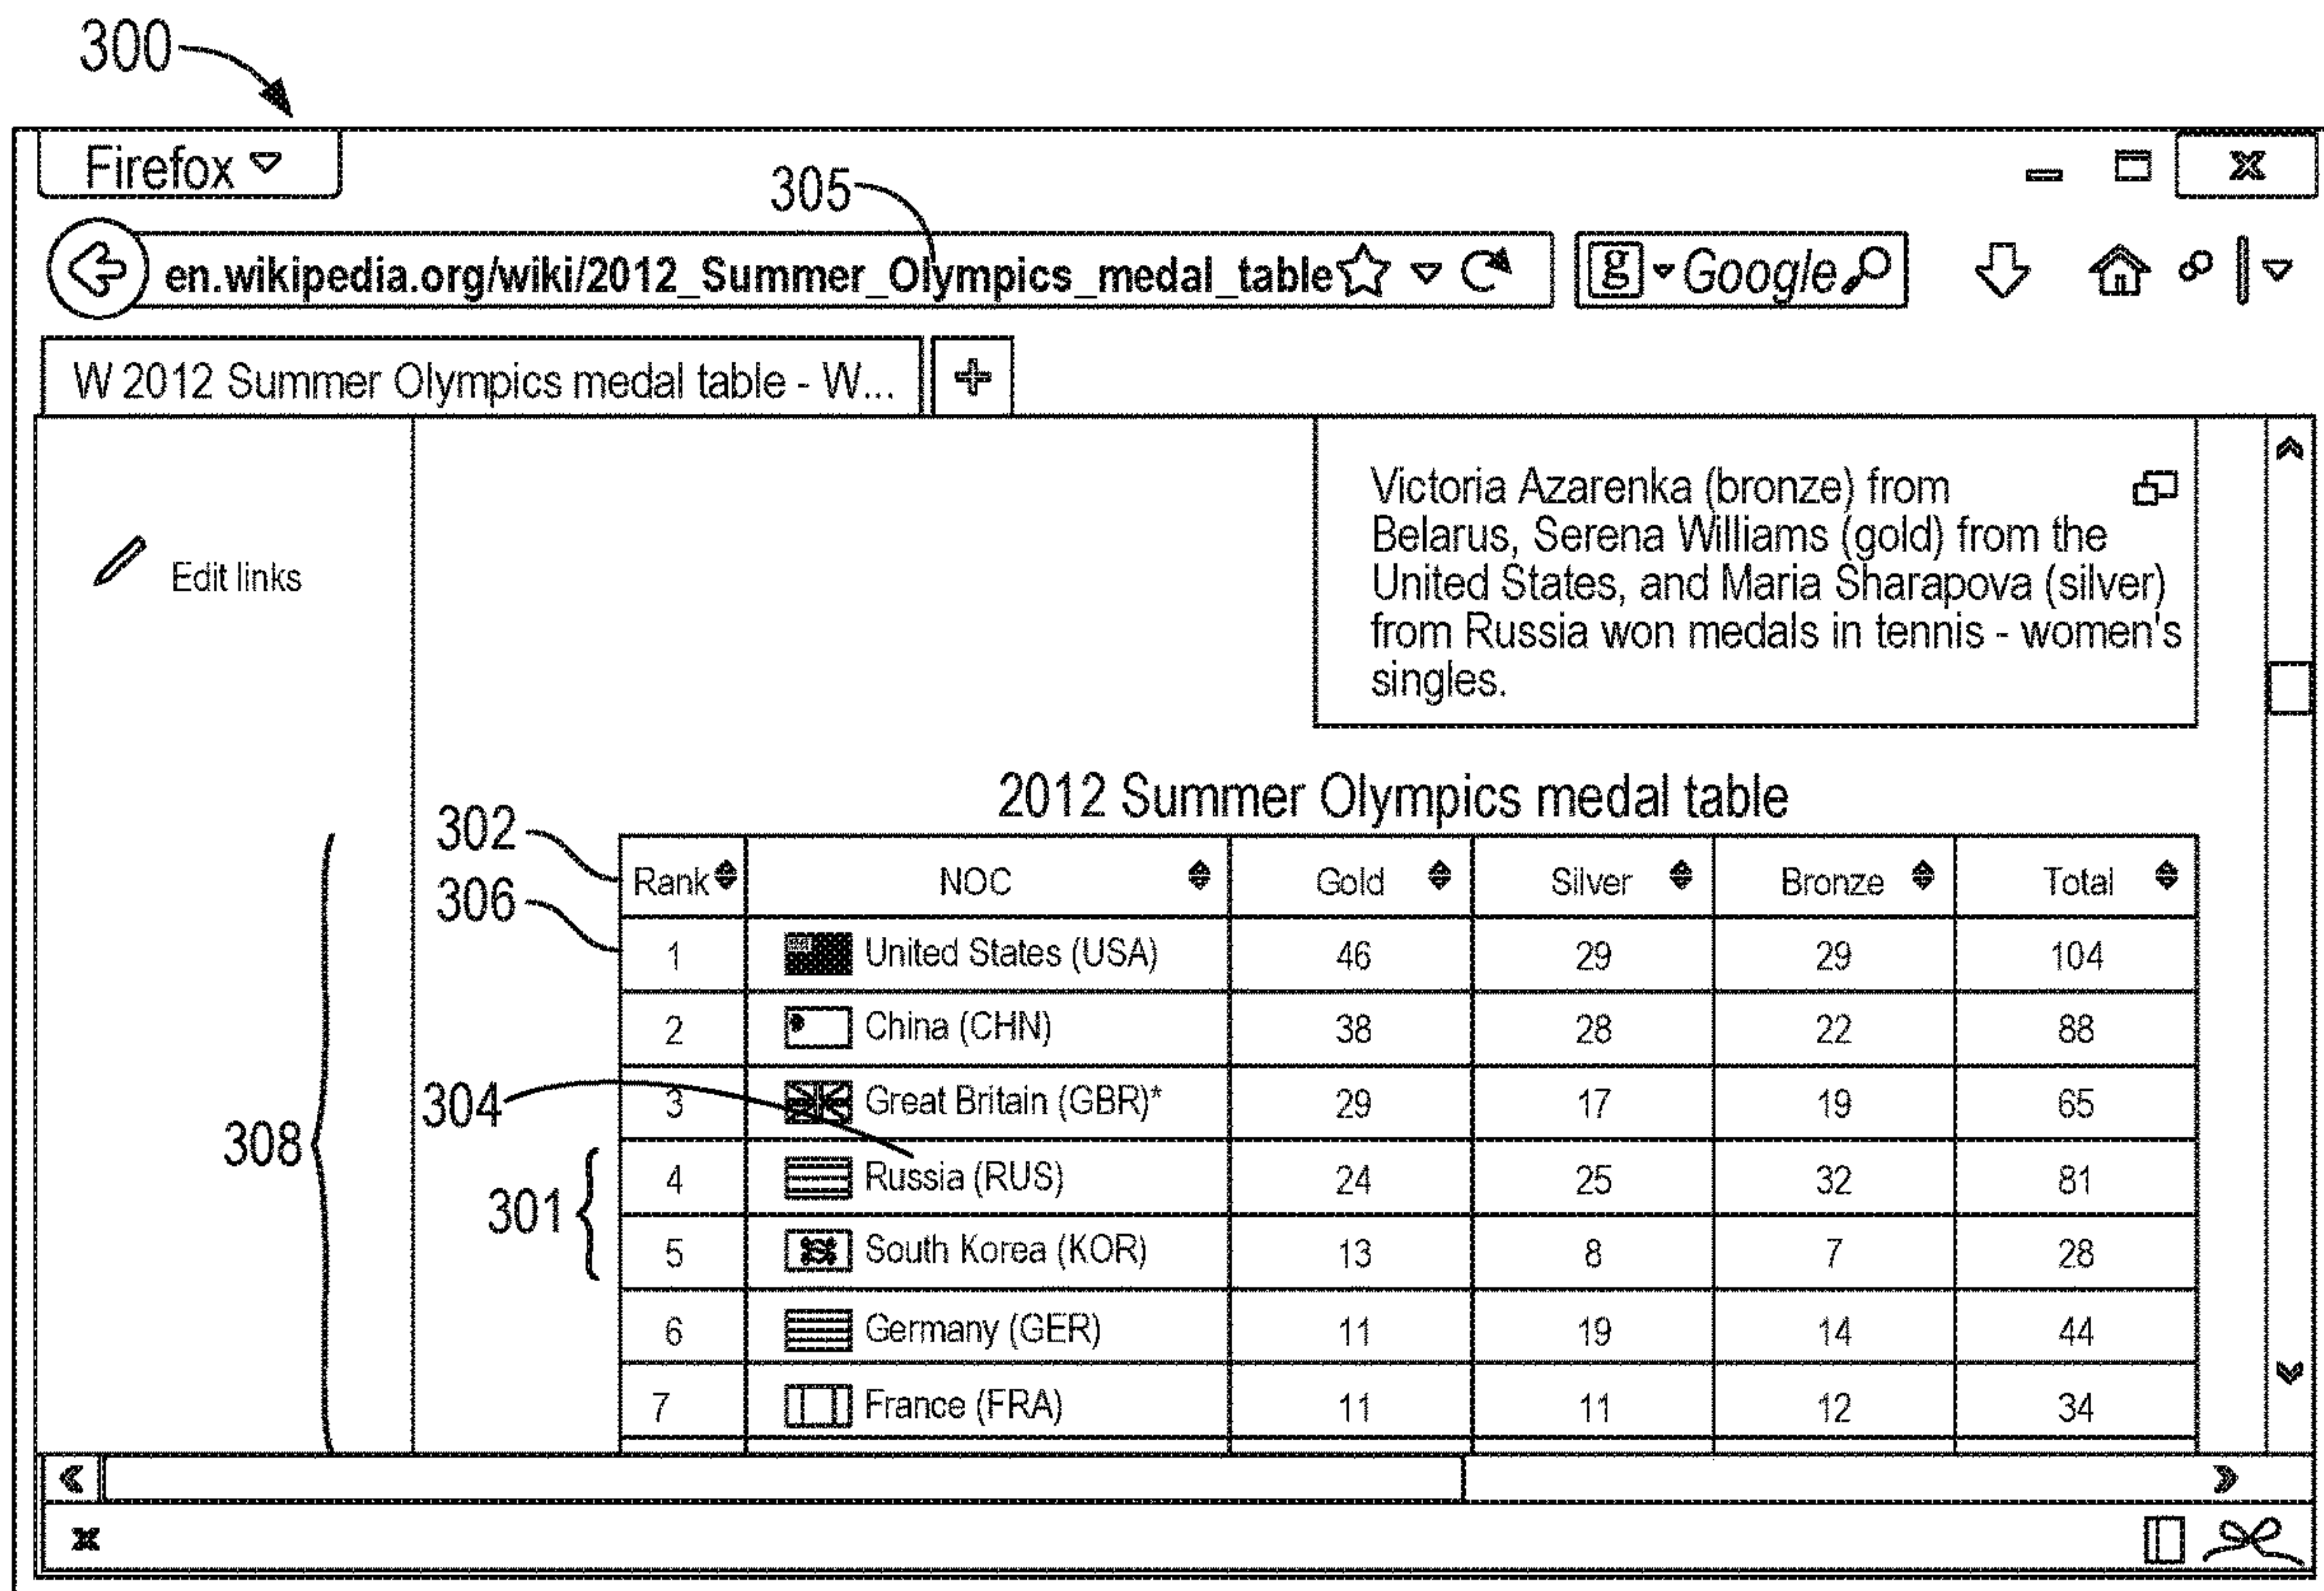 300
Firefox
305
en.wikipedia.org/wiki/2012_Summer_Olympics_medal_table
g Google
W 2012 Summer Olympics medal table - W...
Edit links
Victoria Azarenka (bronze) from
Belarus, Serena Williams (gold) from the
United States, and Maria Sharapova (silver)
from Russia won medals in tennis - women's
singles.
2012 Summer Olympics medal table
302
Rank NOC Gold Silver Bronze Total
306
1 United States (USA) 46 29 29 104
2 China (CHN) 38 28 22 88
304
3 Great Britain (GBR)* 29 17 19 65
308
4 Russia (RUS) 24 25 32 81
301
5 South Korea (KOR) 13 8 7 28
6 Germany (GER) 11 19 14 44
7 France (FRA) 11 11 12 34